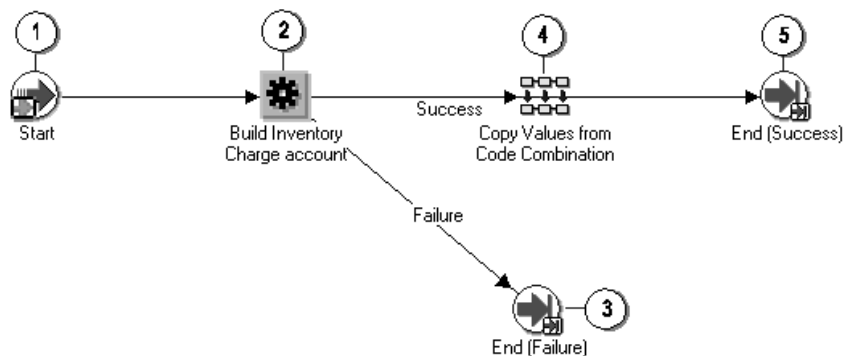 1
2
4
5
Start
Build Inventory
Charge account
Success
Copy Values from
Code Combination
End (Success)
Failure
3
End (Failure)